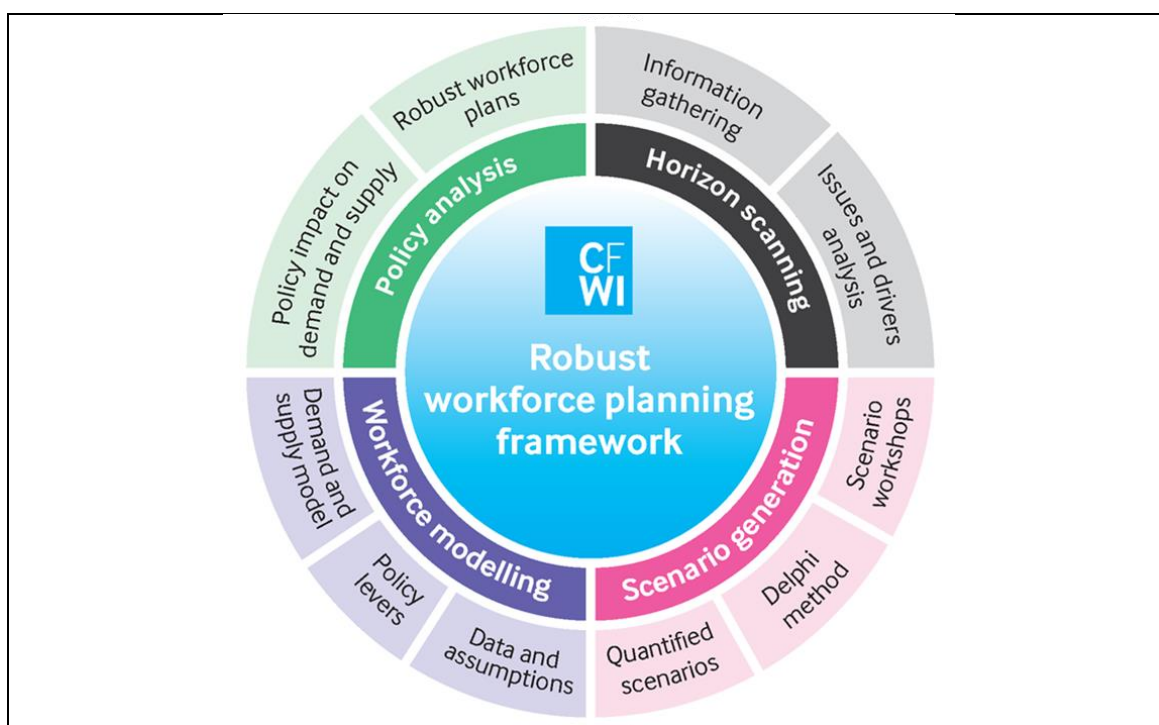 CF
WI
Robust
workforce planning
framework
Horizon scanning
Information
gathering
Issues and drivers
analysis
Scenario generation
Scenario
workshops
Delphi
method
Quantified
scenarios
Workforce modelling
Data and
assumptions
Policy
levers
Demand and
supply model
Policy analysis
Policy impact on
demand and supply
Robust workforce
plans